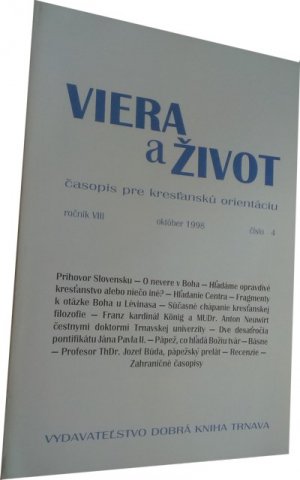 VIERA
a ŽIVOT
časopis pre kresťanskú orientáciu
ročník VIII október 1998 číslo 4
Príhovor Slovensku — O nevere v Boha — Hľadáme opravdivé
kresťanstvo alebo niečo iné? — Hľadanie Centra — Fragmenty
k otázke Boha u Lévinasa — Súčasné chápanie kresťanskej
filozofie — Franz kardinál König a MUDr. Anton Neuwirt
čestnými doktormi Trnavskej univerzity — Dve desaťročia
pontifikátu Jána Pavla II. — Pápež, čo hľadá Božiu tvár — Básne
— Profesor ThDr. Jozef Búda, pápežský prelát — Recenzie —
Zahraničné časopisy
VYDAVATEĽSTVO DOBRÁ KNIHA TRNAVA